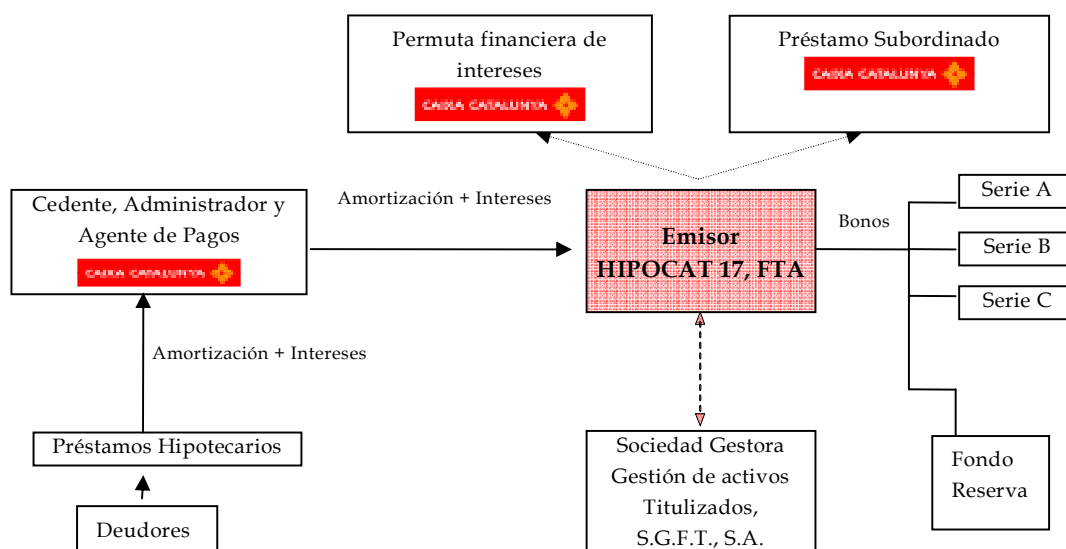 Permuta financiera de
intereses
CAIXA CATALUNYA
Préstamo Subordinado
CAIXA CATALUNYA
Cedente, Administrador y
Agente de Pagos
CAIXA CATALUNYA
Amortización + Intereses
Emisor
HIPOCAT 17, FTA
Bonos
Serie A
Serie B
Serie C
Amortización + Intereses
Préstamos Hipotecarios
Deudores
Sociedad Gestora
Gestión de activos
Titulizados,
S.G.F.T., S.A.
Fondo
Reserva